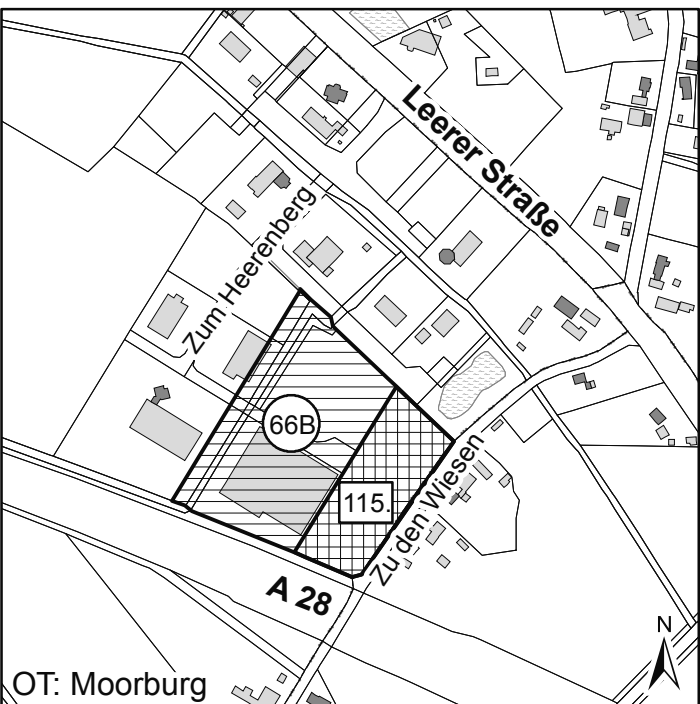 Leerer Straße
Zum Heerenberg
66B
115.
Zu den Wiesen
A 28
N
OT: Moorburg